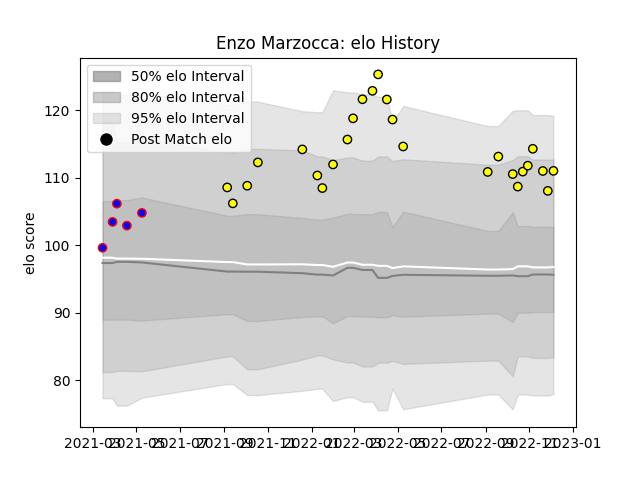 Enzo Marzocca: elo History
50% elo Interval
80% elo Interval
95% elo Interval
Post Match elo
elo score
120
110
100
90
80
2021-03 2021-05 2021-07 2021-09 2021-11 2022-01 2022-03 2022-05 2022-07 2022-09 2022-11 2023-01